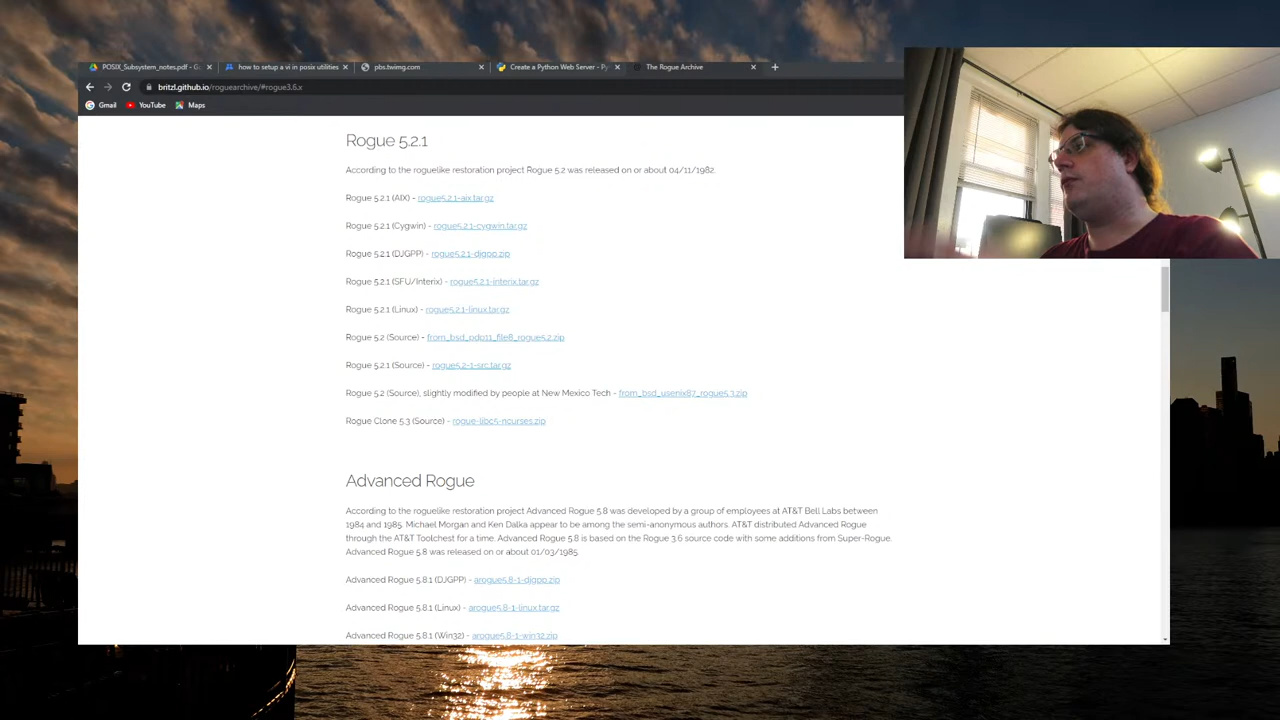 POSIX_Subsystem_notes.pdf - G
how to setup a vi in posix utilities
pbs.twimg.com
Create a Python Web Server - Py
The Rogue Archive
britzl.github.io/roguearchive/#rogue3.6.x
Gmail
YouTube
Maps
Rogue 5.2.1
According to the roguelike restoration project Rogue 5.2 was released on or about 04/11/1982.
Rogue 5.2.1 (AIX) - rogue5.2.1-aix.tar.gz
Rogue 5.2.1 (Cygwin) - rogue5.2.1-cygwin.tar.gz
Rogue 5.2.1 (DJGPP) - rogue5.2.1-djgpp.zip
Rogue 5.2.1 (SFU/Interix) - rogue5.2.1-interix.tar.gz
Rogue 5.2.1 (Linux) - rogue5.2.1-linux.tar.gz
Rogue 5.2 (Source) - from_bsd_pdp11_file8_rogue5.2.zip
Rogue 5.2.1 (Source) - rogue5.2-1-src.tar.gz
Rogue 5.2 (Source), slightly modified by people at New Mexico Tech - from_bsd_usenix87_rogue5.3.zip
Rogue Clone 5.3 (Source) - rogue-libc5-ncurses.zip
Advanced Rogue
According to the roguelike restoration project Advanced Rogue 5.8 was developed by a group of employees at AT&T Bell Labs between
1984 and 1985. Michael Morgan and Ken Dalka appear to be among the semi-anonymous authors. AT&T distributed Advanced Rogue
through the AT&T Toolchest for a time. Advanced Rogue 5.8 is based on the Rogue 3.6 source code with some additions from Super-Rogue.
Advanced Rogue 5.8 was released on or about 01/03/1985.
Advanced Rogue 5.8.1 (DJGPP) - arogue5.8-1-djgpp.zip
Advanced Rogue 5.8.1 (Linux) - arogue5.8-1-linux.tar.gz
Advanced Rogue 5.8.1 (Win32) - arogue5.8-1-win32.zip